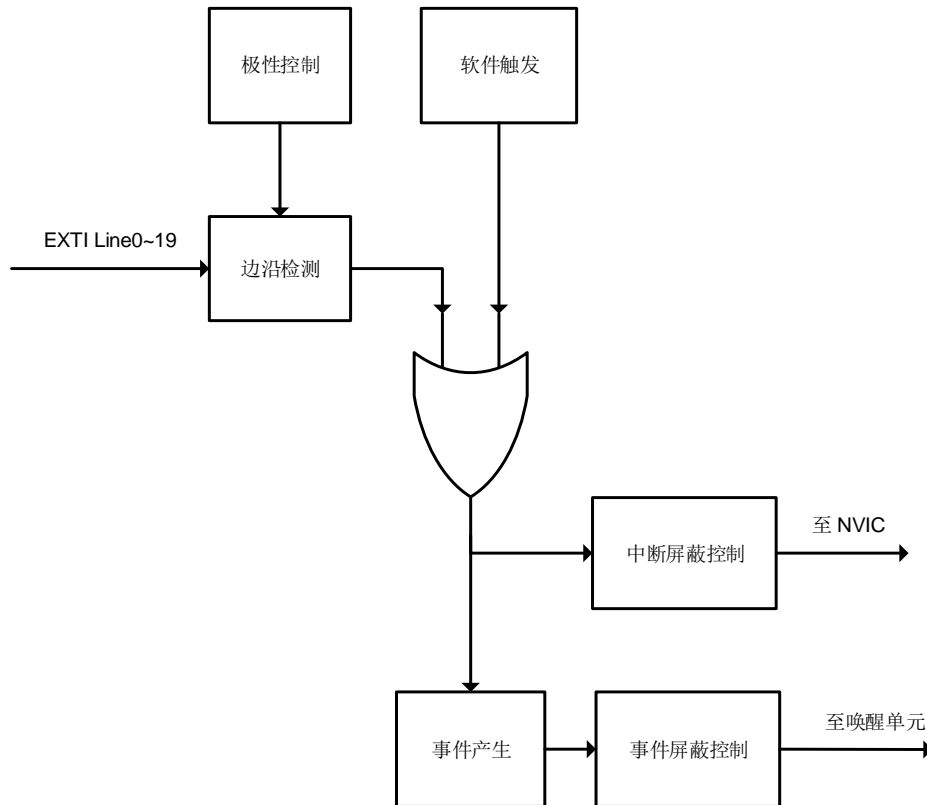 极性控制
软件触发
EXTI Line0~19
边沿检测
至 NVIC
中断屏蔽控制
至唤醒单元
事件产生
事件屏蔽控制